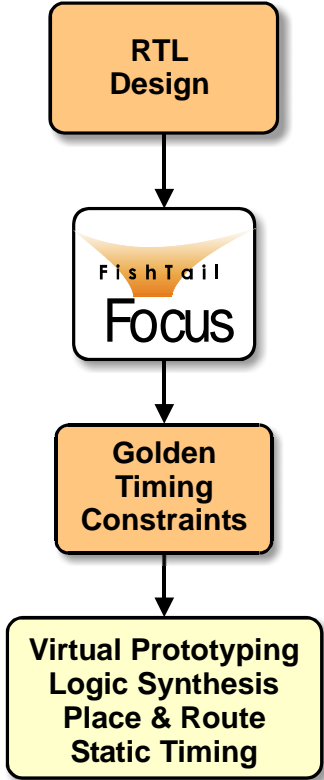 RTL
Design
FishTail
Focus
Golden
Timing
Constraints
Virtual Prototyping
Logic Synthesis
Place & Route
Static Timing